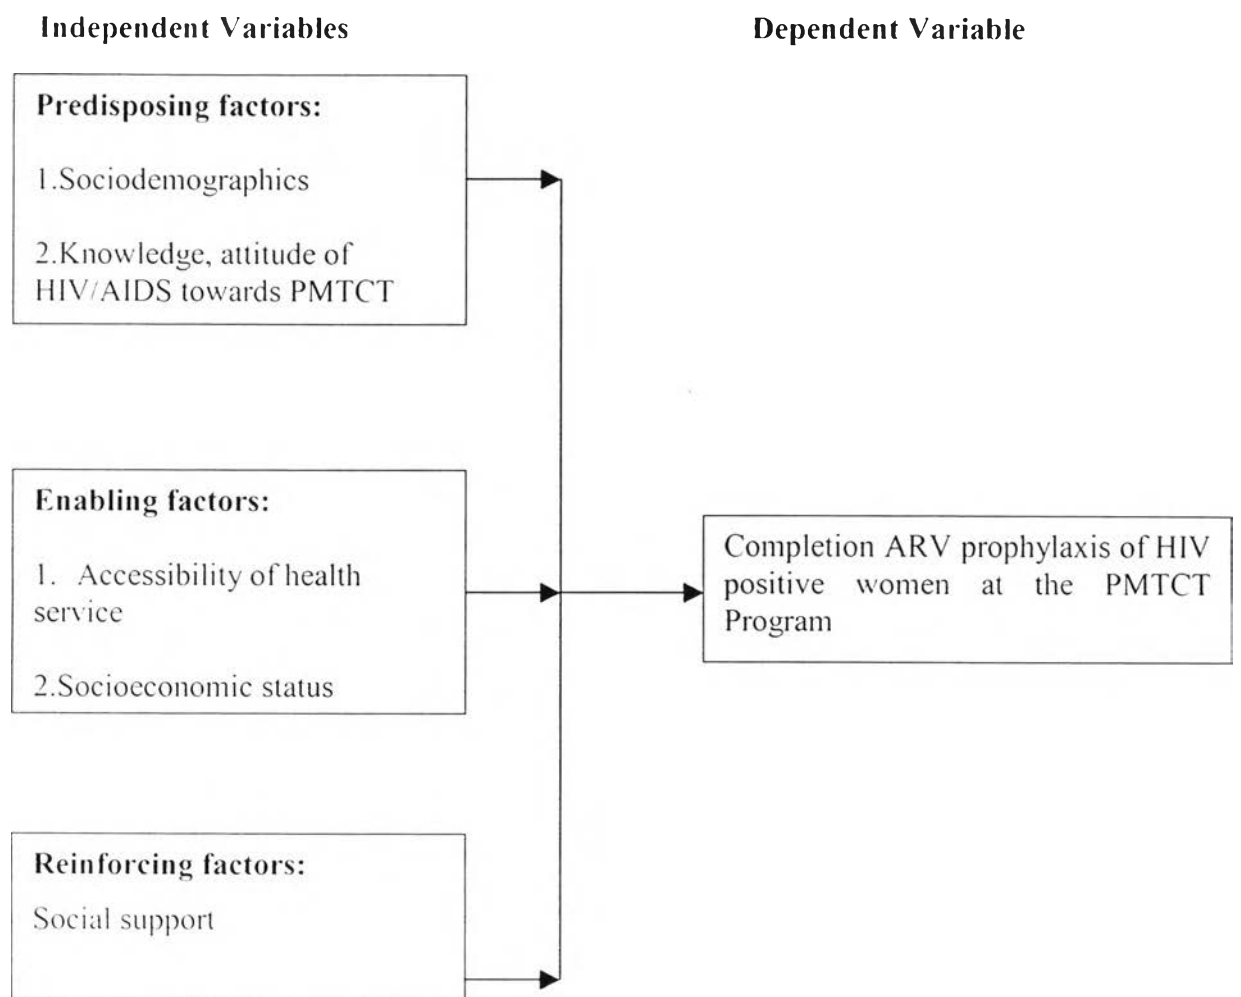 Independent Variables
Dependent Variable
Predisposing factors:
1.Sociodemographics
2.Knowledge, attitude of
HIV/AIDS towards PMTCT
Enabling factors:
1. Accessibility of health
service
2.Socioeconomic status
Completion ARV prophylaxis of HIV
positive women at the PMTCT
Program
Reinforcing factors:
Social support